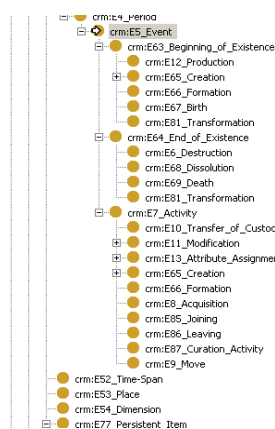 crm:E4_Period
crm:E5_Event
crm:E63_Beginning_of_Existence
crm:E12_Production
crm:E65_Creation
crm:E66_Formation
crm:E67_Birth
crm:E81_Transformation
crm:E64_End_of_Existence
crm:E6_Destruction
crm:E68_Dissolution
crm:E69_Death
crm:E81_Transformation
crm:E7_Activity
crm:E10_Transfer_of_Custod
crm:E11_Modification
crm:E13_Attribute_Assignmen
crm:E65_Creation
crm:E66_Formation
crm:E8_Acquisition
crm:E85_Joining
crm:E86_Leaving
crm:E87_Curation_Activity
crm:E9_Move
crm:E52_Time-Span
crm:E53_Place
crm:E54_Dimension
crm:E77_Persistent_Item